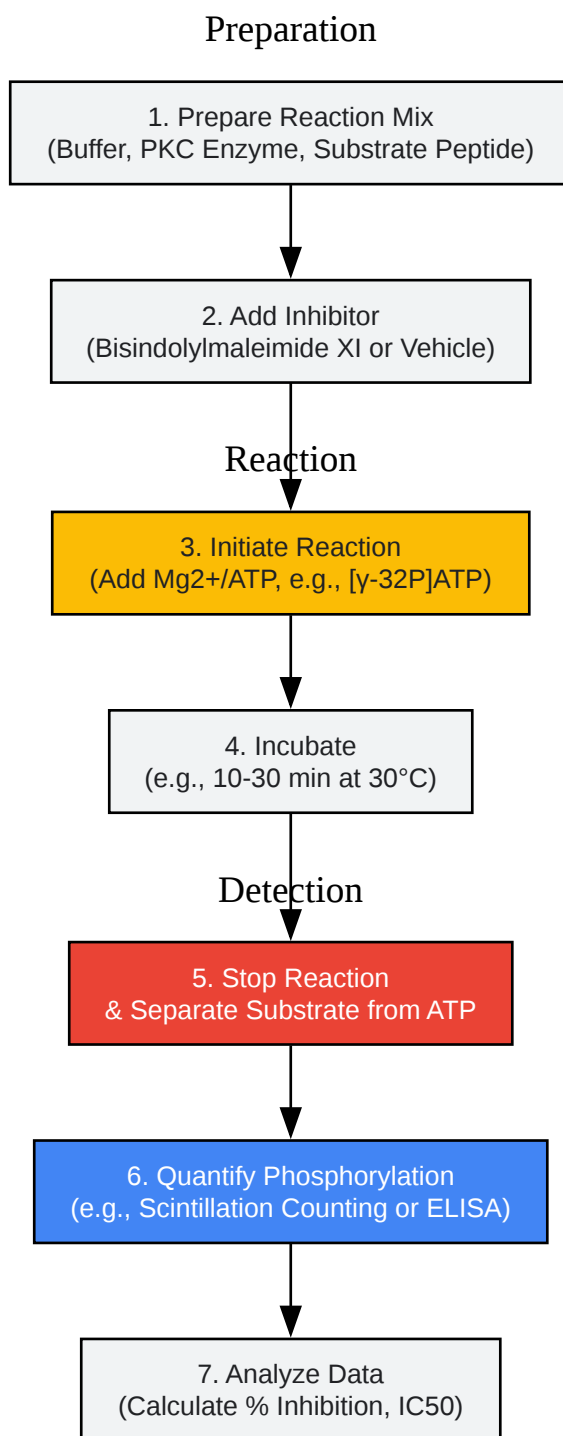 Preparation
1. Prepare Reaction Mix
(Buffer, PKC Enzyme, Substrate Peptide)
2. Add Inhibitor
(Bisindolylmaleimide XI or Vehicle)
Reaction
3. Initiate Reaction
(Add Mg2+/ATP, e.g., [γ-32P]ATP)
4. Incubate
(e.g., 10-30 min at 30°C)
Detection
5. Stop Reaction
& Separate Substrate from ATP
6. Quantify Phosphorylation
(e.g., Scintillation Counting or ELISA)
7. Analyze Data
(Calculate % Inhibition, IC50)